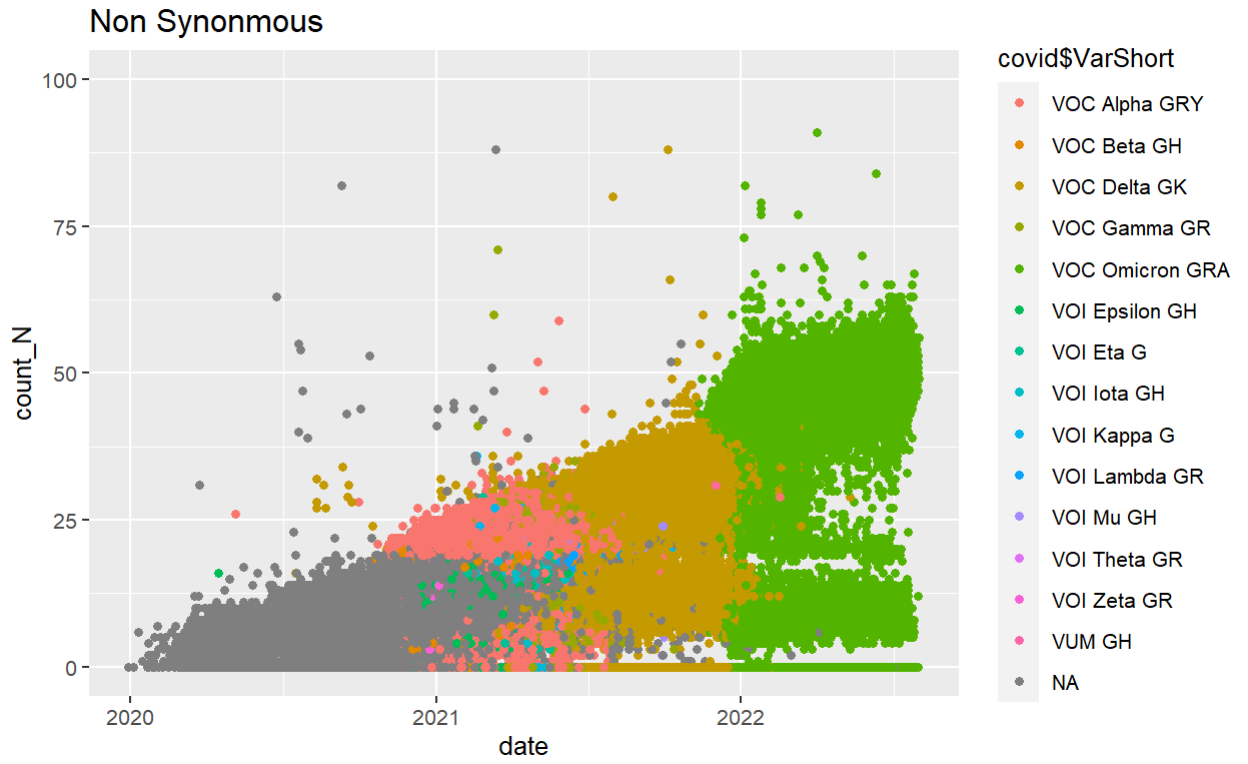 Non Synonmous
100
75
50
25
0
count_N
2020
2021
2022
date
covid$VarShort
VOC Alpha GRY
VOC Beta GH
VOC Delta GK
VOC Gamma GR
VOC Omicron GRA
VOI Epsilon GH
VOI Eta G
VOI Iota GH
VOI Kappa G
VOI Lambda GR
VOI Mu GH
VOI Theta GR
VOI Zeta GR
VUM GH
NA